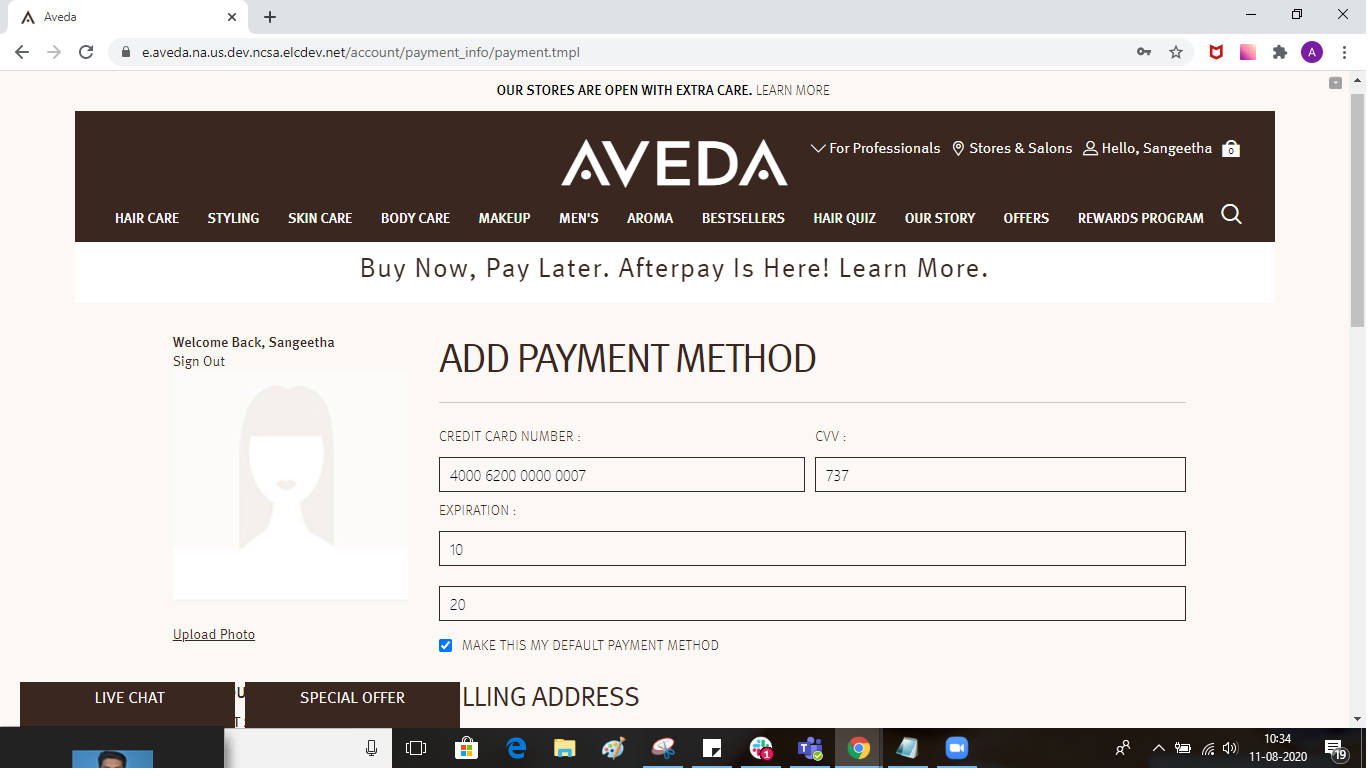 Aveda
e.aveda.na.us.dev.ncsa.elcdev.net/account/payment_info/payment.tmpl
A
OUR STORES ARE OPEN WITH EXTRA CARE. LEARN MORE
AVEDA
For Professionals Stores & Salons Hello, Sangeetha 0
HAIR CARE STYLING SKIN CARE BODY CARE MAKEUP MEN'S AROMA BESTSELLERS HAIR QUIZ OUR STORY OFFERS REWARDS PROGRAM
Buy Now, Pay Later. Afterpay Is Here! Learn More.
Welcome Back, Sangeetha
Sign Out
Upload Photo
ADD PAYMENT METHOD
CREDIT CARD NUMBER : CVV :
4000 6200 0000 0007 737
EXPIRATION :
10
20
MAKE THIS MY DEFAULT PAYMENT METHOD
LLING ADDRESS
LIVE CHAT SPECIAL OFFER
1
10:34
11-08-2020
19